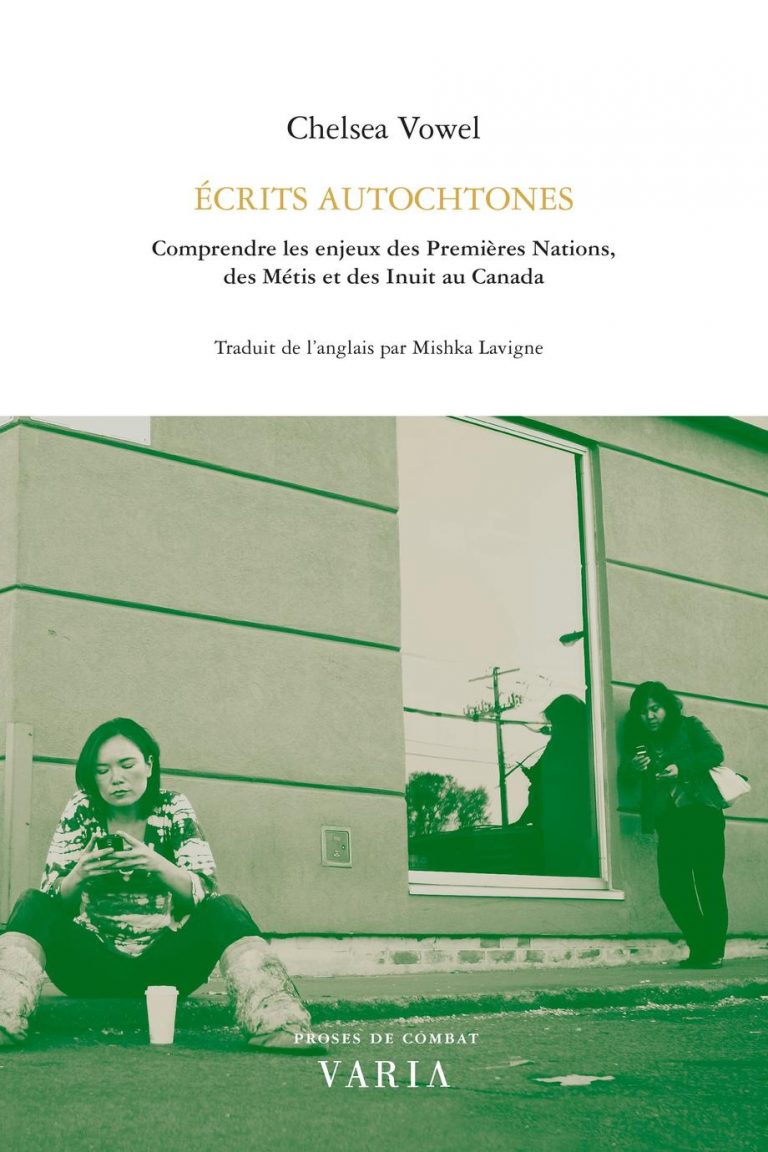 Chelsea Vowel
ÉCRITS AUTOCHTONES
Comprendre les enjeux des Premières Nations,
des Métis et des Inuit au Canada
Traduit de l’anglais par Mishka Lavigne
PROSES DE COMBAT
VARIA